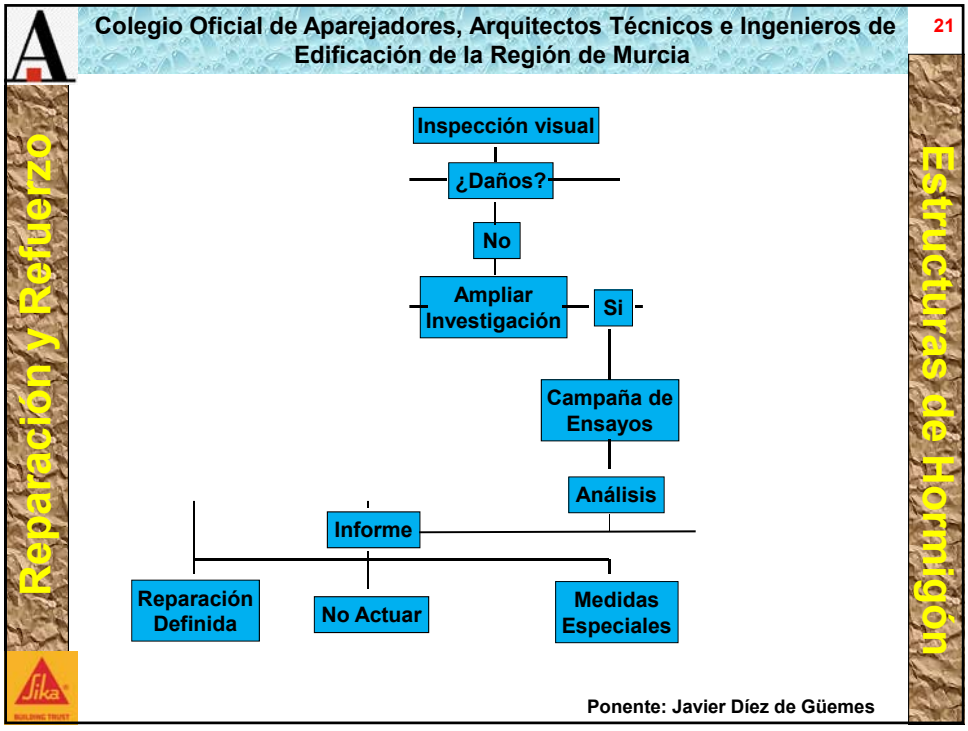 Colegio Oficial de Aparejadores, Arquitectos Técnicos e Ingenieros de
Edificación de la Región de Murcia
21
Reparación y Refuerzo
Estructuras de Hormigón
Inspección visual
¿Daños?
No
Ampliar
Investigación
Si
Campaña de
Ensayos
Análisis
Informe
Reparación
Definida
No Actuar
Medidas
Especiales
Sika
BUILDING TRUST
Ponente: Javier Díez de Güemes